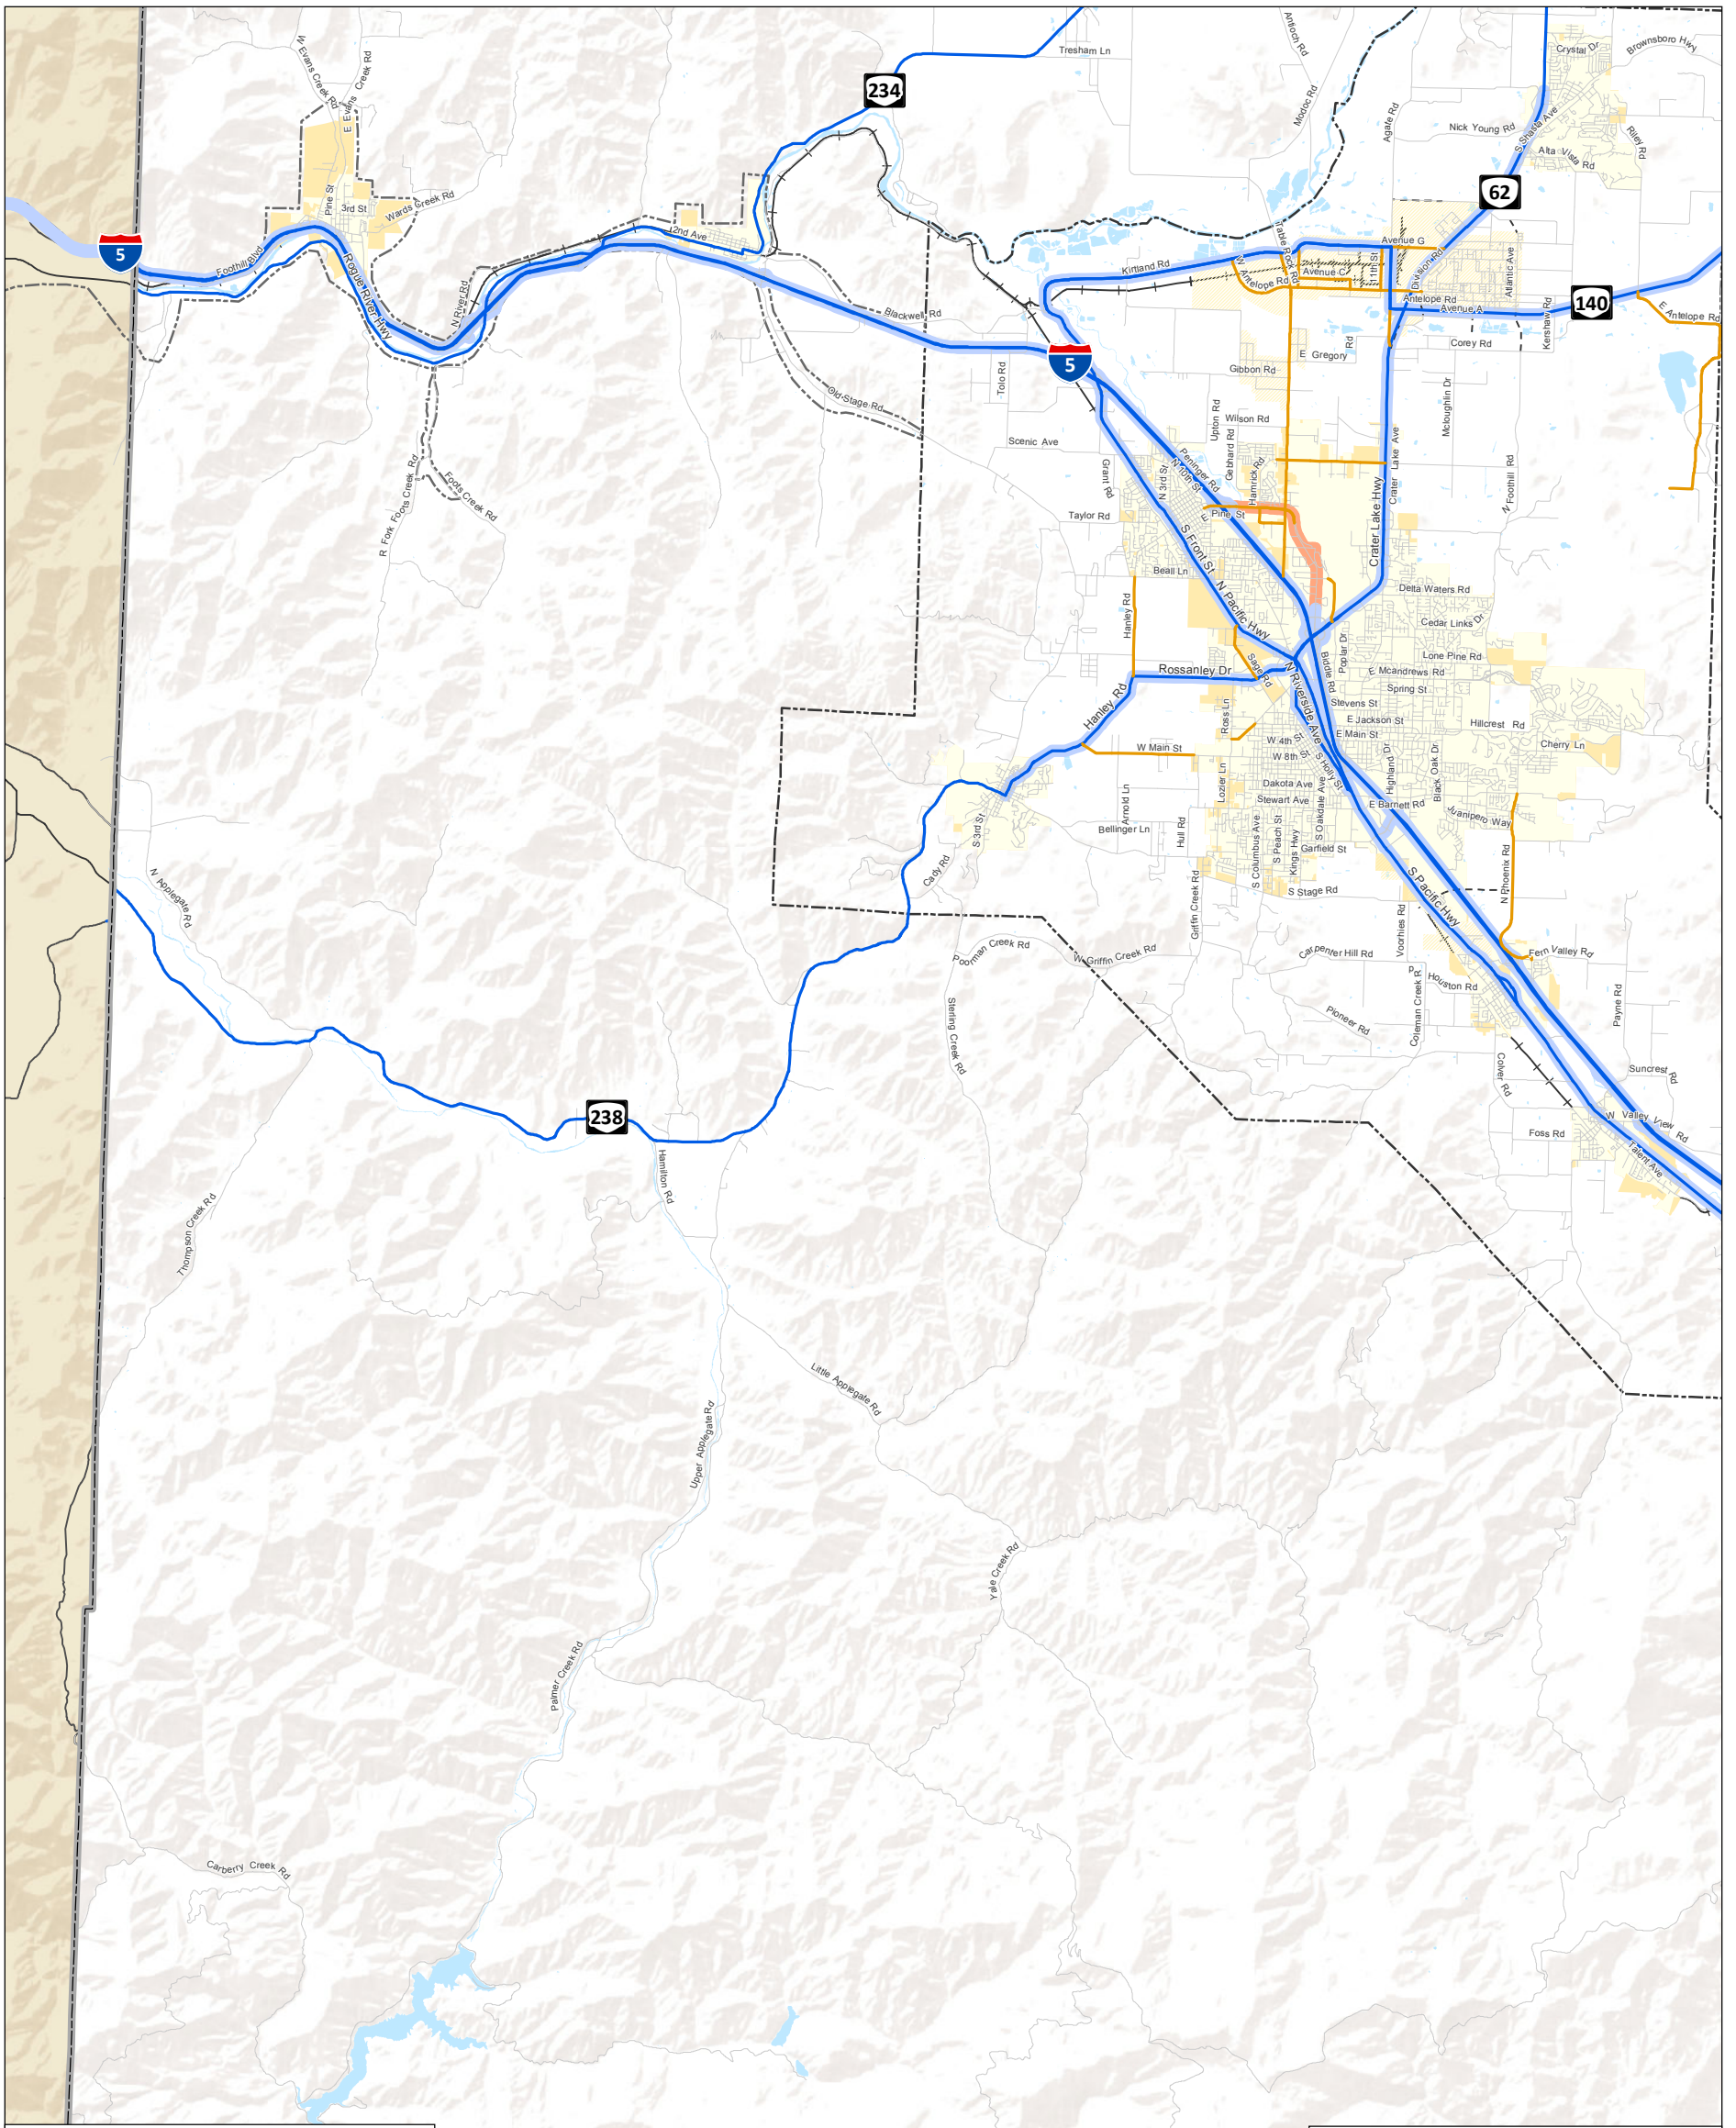 Tresham Ln
Antioch Rd
Crystal Dr
Brownsboro Hwy
W Evans Creek Rd
E Evans Creek Rd
234
Modoc Rd
Agate Rd
Nick Young Rd
S Shasta Ave
Alta Vista Rd
Riley Rd
62
Pine St
3rd St
Wards Creek Rd
5
Foothill Blvd
Rogue River Hwy
N River Rd
2nd Ave
Blackwell Rd
Kirtland Rd
Table Rock Rd
W Antelope Rd
Avenue G
Avenue C
11th St
Division Rd
Atlantic Ave
Antelope Rd
Avenue A
Kershaw Rd
140
E Antelope Rd
5
Tolo Rd
Old Stage Rd
E Gregory Rd
Gibbon Rd
Corey Rd
Mcloughlin Dr
Upton Rd
Wilson Rd
Gebhard Rd
Hamrick Rd
Scenic Ave
Grant Rd
N 3rd St
N 10th St
Peninger Rd
Crater Lake Ave
Crater Lake Hwy
N Foothill Rd
Foots Creek Rd
R Fork Foots Creek Rd
Taylor Rd
E Pine St
S Front St
N Pacific Hwy
Beall Ln
Hanley Rd
Delta Waters Rd
Cedar Links Dr
Lone Pine Rd
Poplar Dr
Biddle Rd
E Mcandrews Rd
Spring St
Stevens St
E Jackson St
E Main St
Hillcrest Rd
Cherry Ln
Rossanley Dr
Sage Rd
N Riverside Ave
Hanley Rd
Ross Ln
W Main St
W 4th St
W 8th St
S Holly St
Highland Dr
Black Oak Dr
Lozier Ln
Dakota Ave
Stewart Ave
S Oakdale Ave
E Barnett Rd
Juanipero Way
Arnold Ln
Bellinger Ln
Hull Rd
S Columbus Ave
S Peach St
Kings Hwy
Garfield St
S 3rd St
Cady Rd
Griffin Creek Rd
S Stage Rd
S Pacific Hwy
N Phoenix Rd
N Applegate Rd
Poorman Creek Rd
W Griffin Creek Rd
Carpenter Hill Rd
Voorhies Rd
Fern Valley Rd
Houston Rd
Coleman Creek Rd
Payne Rd
Pioneer Rd
Sterling Creek Rd
Colver Rd
Suncrest Rd
238
W Valley View Rd
Foss Rd
Talent Ave
Hamilton Rd
Thompson Creek Rd
Little Applegate Rd
Upper Applegate Rd
Yale Creek Rd
Palmer Creek Rd
Carberry Creek Rd